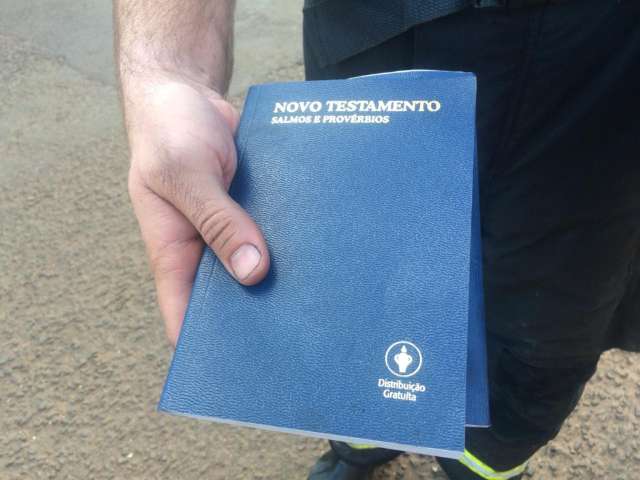 NOVO TESTAMENTO
SALMOS E PROVÉRBIOS
Distribuição
Gratuita